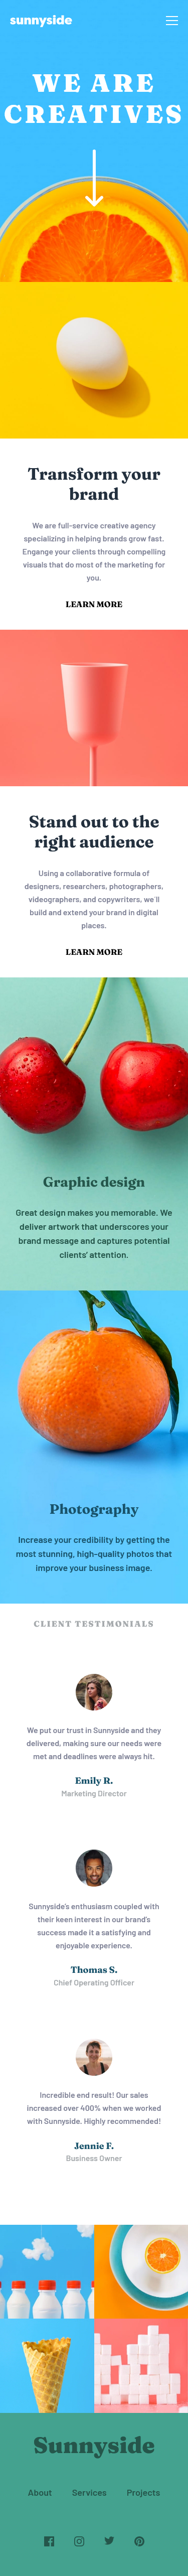 sunnyside
WE ARE
CREATIVES
Transform your
brand
We are full-service creative agency
specializing in helping brands grow fast.
Engange your clients through compelling
visuals that do most of the marketing for
you.
LEARN MORE
Stand out to the
right audience
Using a collaborative formula of
designers, researchers, photographers,
videographers, and copywriters, we'll
build and extend your brand in digital
places.
LEARN MORE
Graphic design
Great design makes you memorable. We
deliver artwork that underscores your
brand message and captures potential
clients' attention.
Photography
Increase your credibility by getting the
most stunning, high-quality photos that
improve your business image.
CLIENT TESTIMONIALS
We put our trust in Sunnyside and they
delivered, making sure our needs were
met and deadlines were always hit.
Emily R.
Marketing Director
Sunnyside's enthusiasm coupled with
their keen interest in our brand's
success made it a satisfying and
enjoyable experience.
Thomas S.
Chief Operating Officer
Incredible end result! Our sales
increased over 400% when we worked
with Sunnyside. Highly recommended!
Jennie F.
Business Owner
Sunnyside
About Services Projects